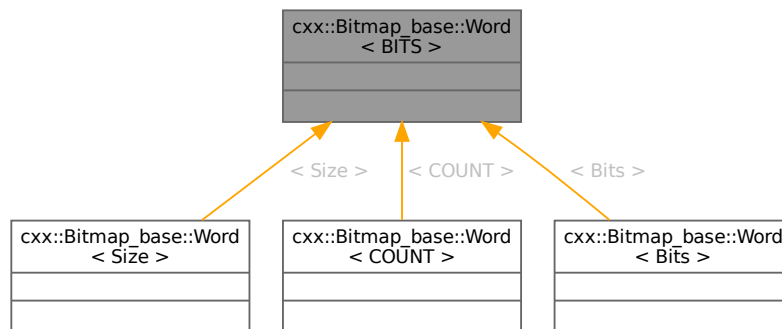 cxx::Bitmap_base::Word
< BITS >
< Size >
< COUNT >
< Bits >
cxx::Bitmap_base::Word
< Size >
cxx::Bitmap_base::Word
< COUNT >
cxx::Bitmap_base::Word
< Bits >